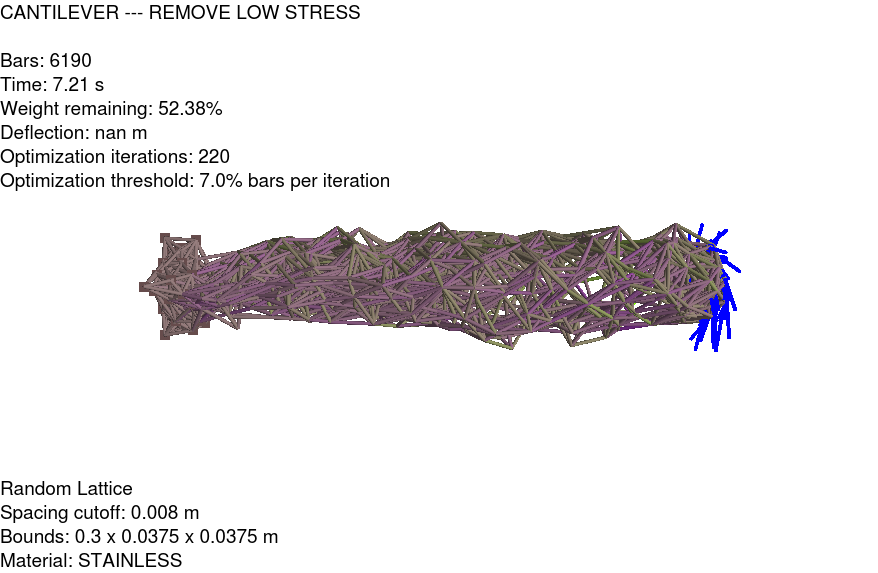 CANTILEVER --- REMOVE LOW STRESS
Bars: 6190
Time: 7.21 s
Weight remaining: 52.38%
Deflection: nan m
Optimization iterations: 220
Optimization threshold: 7.0% bars per iteration
Random Lattice
Spacing cutoff: 0.008 m
Bounds: 0.3 x 0.0375 x 0.0375 m
Material: STAINLESS